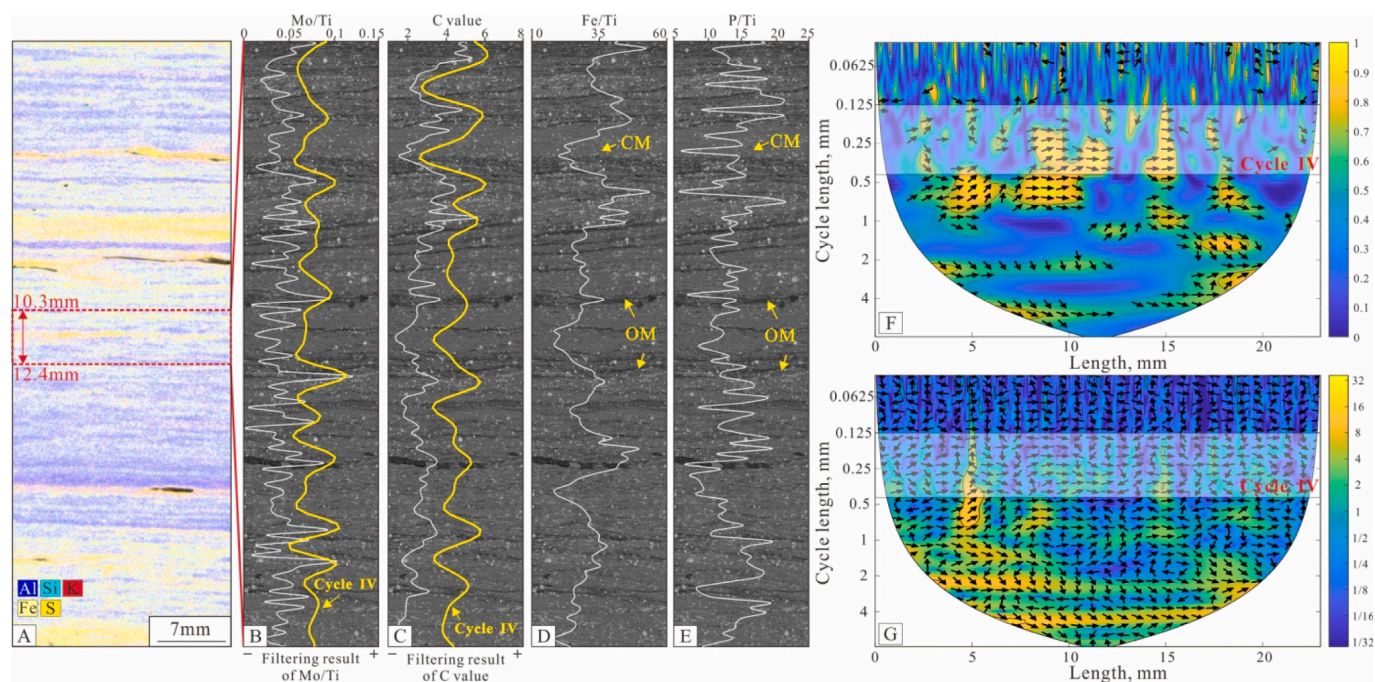 Mo/Ti
0 0.05 0.1 0.15
C value
2 4 6 8
Fe/Ti
10 35 60
P/Ti
5 10 15 20 25
10.3mm
12.4mm
Al Si K
Fe S
A
7mm
B
Cycle IV
− Filtering result +
of Mo/Ti
C
Cycle IV
− Filtering result +
of C value
D
CM
OM
E
CM
OM
Cycle length, mm
0.0625
0.125
0.25
0.5
1
2
4
Cycle IV
F
0 5 10 15 20
Length, mm
1
0.9
0.8
0.7
0.6
0.5
0.4
0.3
0.2
0.1
0
Cycle length, mm
0.0625
0.125
0.25
0.5
1
2
4
Cycle IV
G
0 5 10 15 20
Length, mm
32
16
8
4
2
1
1/2
1/4
1/8
1/16
1/32